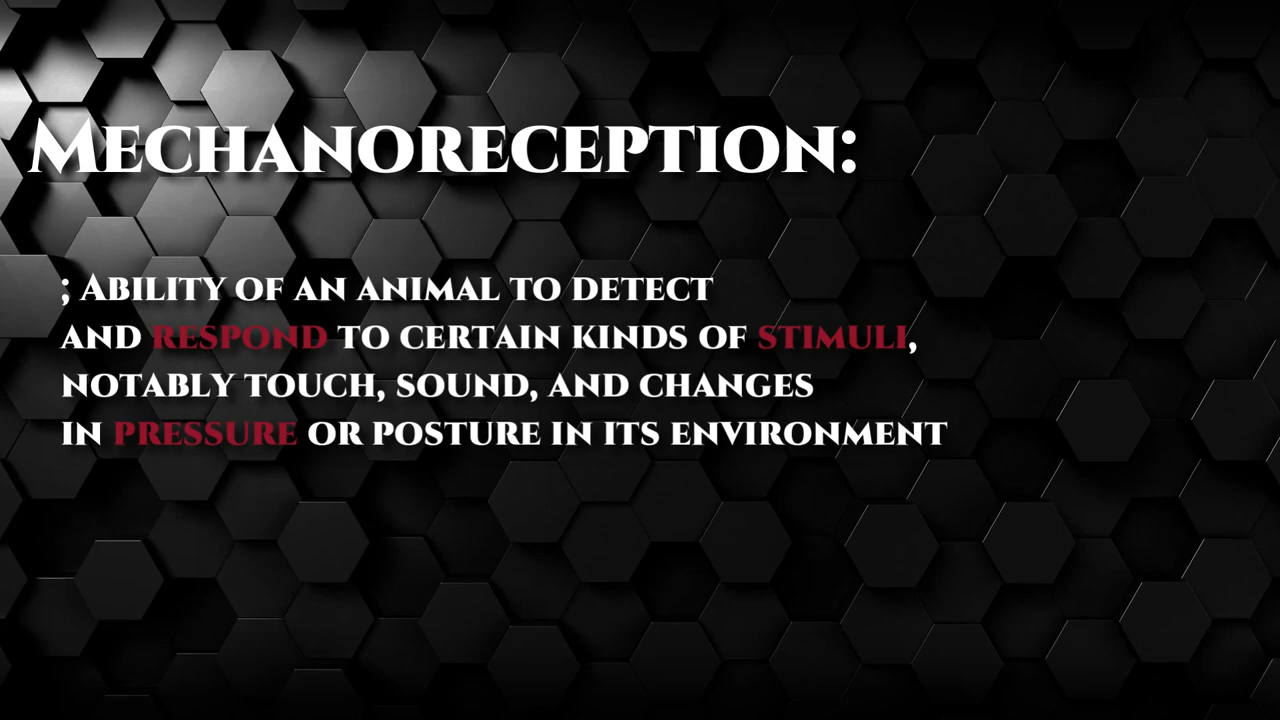 Mechanoreception:
; Ability of an animal to detect
and respond to certain kinds of stimuli,
notably touch, sound, and changes
in pressure or posture in its environment